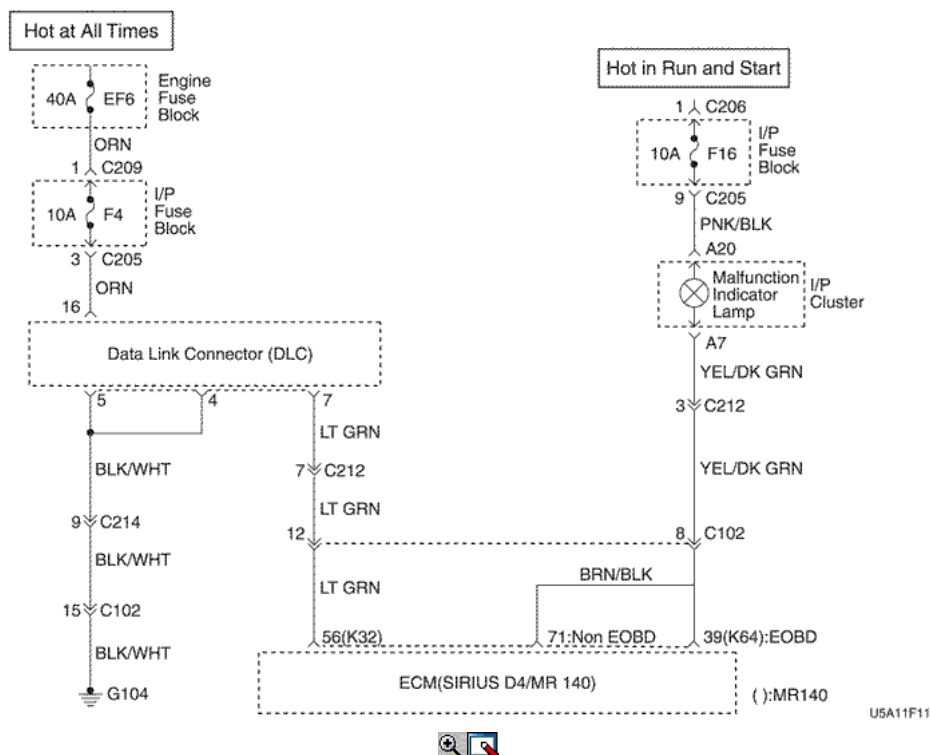 Hot at All Times
40A EF6
Engine
Fuse
Block
ORN
1 C209
10A F4
I/P
Fuse
Block
3 C205
ORN
16
Data Link Connector (DLC)
5 4 7
LT GRN
BLK/WHT
7 C212
LT GRN
9 C214
12
BLK/WHT
LT GRN
15 C102
BLK/WHT
G104
Hot in Run and Start
1 C206
10A F16
I/P
Fuse
Block
9 C205
PNK/BLK
A20
Malfunction
Indicator
Lamp
I/P
Cluster
A7
YEL/DK GRN
3 C212
YEL/DK GRN
8 C102
BRN/BLK
56(K32) 71:Non EOBD 39(K64):EOBD
ECM(SIRIUS D4/MR 140)
( ):MR140
U5A11F11